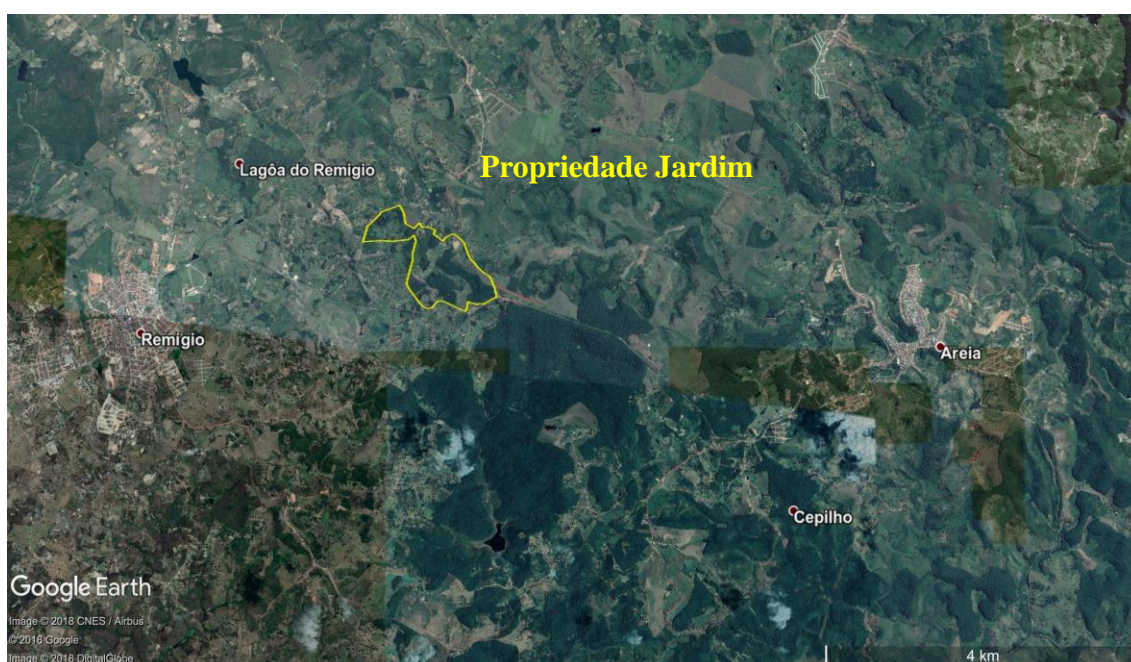 Propriedade Jardim
Lagôa do Remigio
Remígio
Areia
Cepilho
Google Earth
Image © 2018 CNES / Airbus
© 2018 Google
Image © 2018 DigitalGlobe
4 km